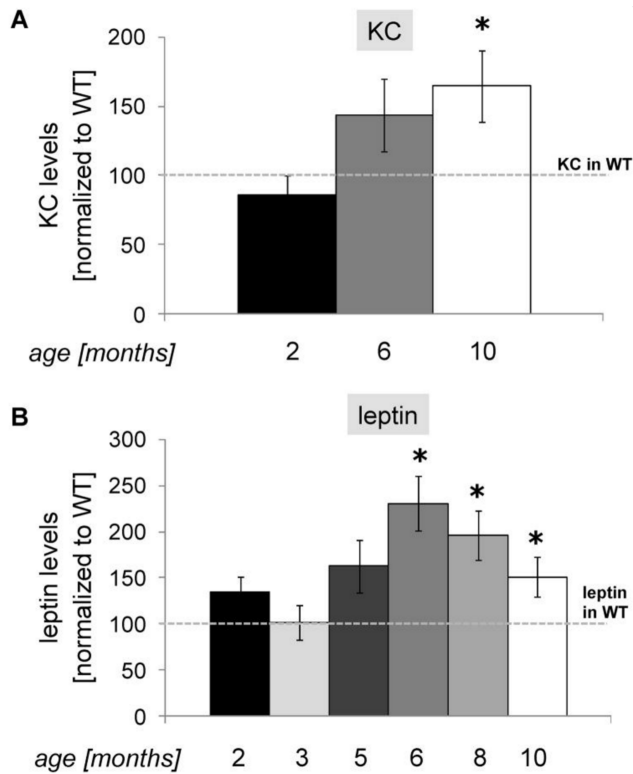 A
KC
KC levels
[normalized to WT]
200
150
100
50
0
*
KC in WT
age [months]
2 6 10
B
leptin
leptin levels
[normalized to WT]
300
250
200
150
100
50
0
*
*
*
leptin
in WT
age [months]
2 3 5 6 8 10